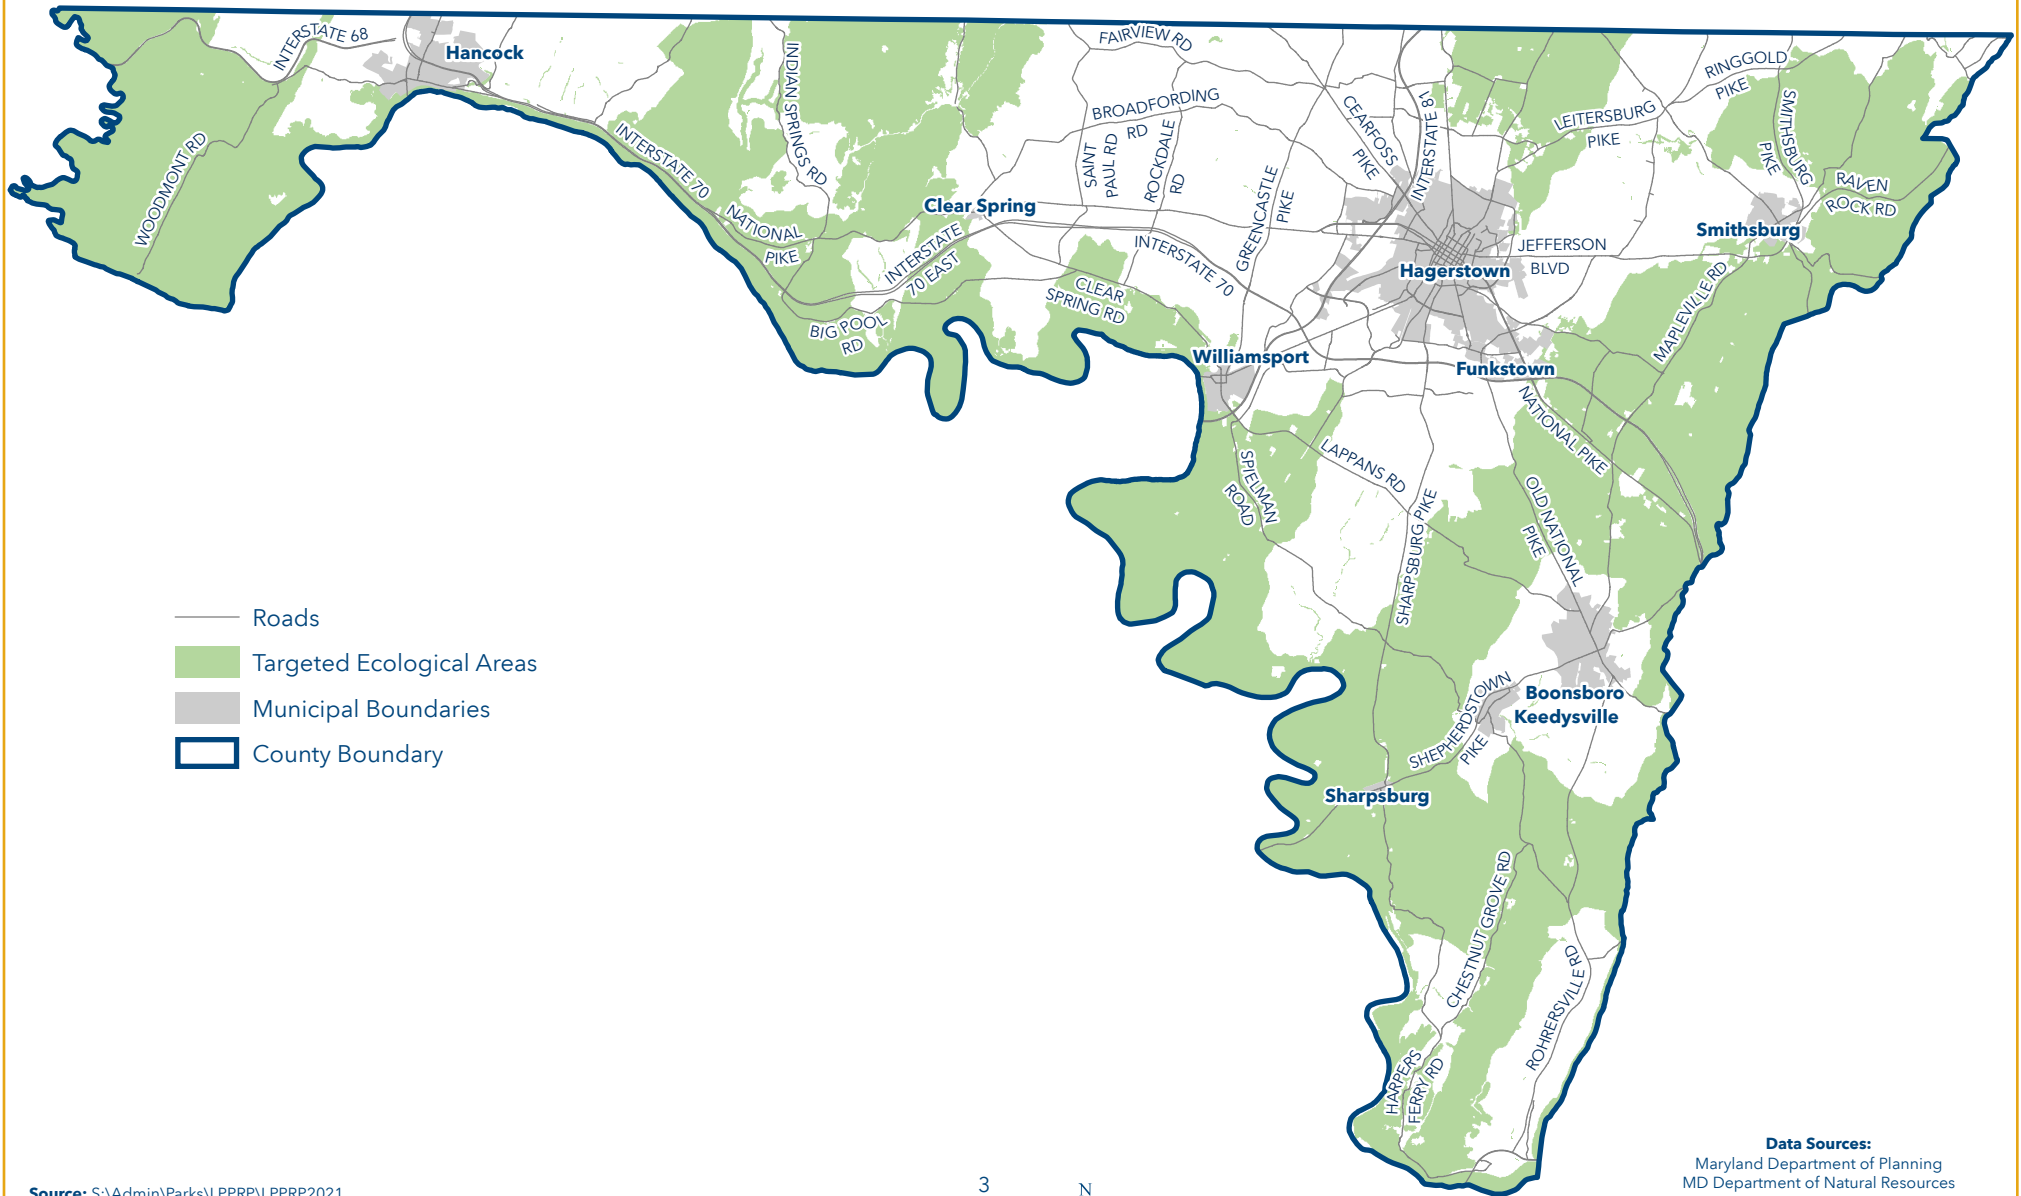 INTERSTATE 68
Hancock
WOODMONT RD
INTERSTATE 70
INDIAN SPRINGS RD
NATIONAL
PIKE
Clear Spring
INTERSTATE
70 EAST
BIG POOL
RD
FAIRVIEW RD
BROADFORDING
RD
SAINT
PAUL RD
ROCKDALE
RD
INTERSTATE 70
CLEAR
SPRING RD
GREENCASTLE
PIKE
CEARFOSS
PIKE
INTERSTATE 81
LEITERSBURG
PIKE
RINGGOLD
PIKE
SMITHSBURG
PIKE
RAVEN
ROCK RD
Smithsburg
JEFFERSON
BLVD
Hagerstown
MAPLEVILLE RD
Williamsport
Funkstown
NATIONAL PIKE
LAPPANS RD
SPIELMAN
ROAD
SHARPSBURG PIKE
OLD NATIONAL
PIKE
Boonsboro
Keedysville
SHEPHERDSTOWN
PIKE
Sharpsburg
CHESTNUT GROVE RD
ROHRERSVILLE RD
HARPERS
FERRY RD
Roads
Targeted Ecological Areas
Municipal Boundaries
County Boundary
Data Sources:
Maryland Department of Planning
MD Department of Natural Resources
Source: S:\Admin\Parks\LPPRP\LPPRP2021
3
N